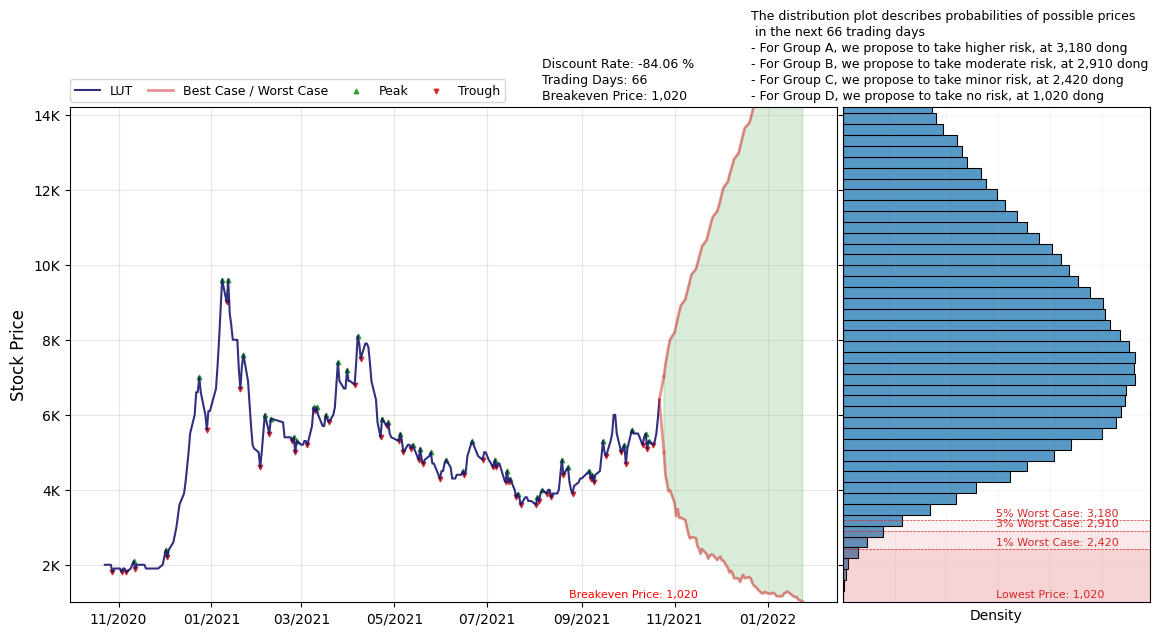 The distribution plot describes probabilities of possible prices
in the next 66 trading days
- For Group A, we propose to take higher risk, at 3,180 dong
- For Group B, we propose to take moderate risk, at 2,910 dong
- For Group C, we propose to take minor risk, at 2,420 dong
- For Group D, we propose to take no risk, at 1,020 dong
Discount Rate: -84.06 %
Trading Days: 66
Breakeven Price: 1,020
LUT
Best Case / Worst Case
Peak
Trough
Stock Price
14K
12K
10K
8K
6K
4K
2K
Breakeven Price: 1,020
11/2020
01/2021
03/2021
05/2021
07/2021
09/2021
11/2021
01/2022
5% Worst Case: 3,180
3% Worst Case: 2,910
1% Worst Case: 2,420
Lowest Price: 1,020
Density